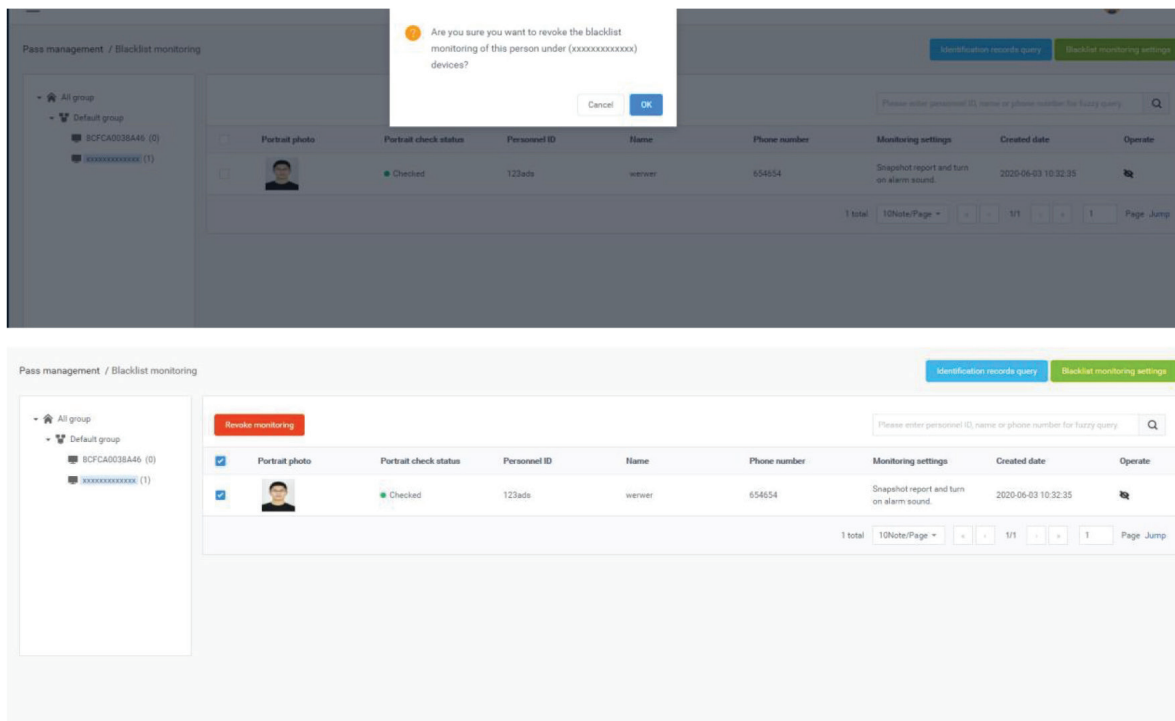 Are you sure you want to revoke the blacklist
monitoring of this person under (xxxxxxxxxxxxx)
devices?
Cancel OK
Pass management / Blacklist monitoring
Identification records query Blacklist monitoring settings
All group
Default group
8CFCA0038A46 (0)
xxxxxxxxxxxxx (1)
Please enter personnel ID, name or phone number for fuzzy query.
Portrait photo Portrait check status Personnel ID Name Phone number Monitoring settings Created date Operate
Checked 123ads werwer 654654 Snapshot report and turn
on alarm sound. 2020-06-03 10:32:35
1 total 10Note/Page 1/1 1 Page Jump
Pass management / Blacklist monitoring
Identification records query Blacklist monitoring settings
All group
Default group
8CFCA0038A46 (0)
xxxxxxxxxxxxx (1)
Revoke monitoring
Please enter personnel ID, name or phone number for fuzzy query.
Portrait photo Portrait check status Personnel ID Name Phone number Monitoring settings Created date Operate
Checked 123ads werwer 654654 Snapshot report and turn
on alarm sound. 2020-06-03 10:32:35
1 total 10Note/Page 1/1 1 Page Jump